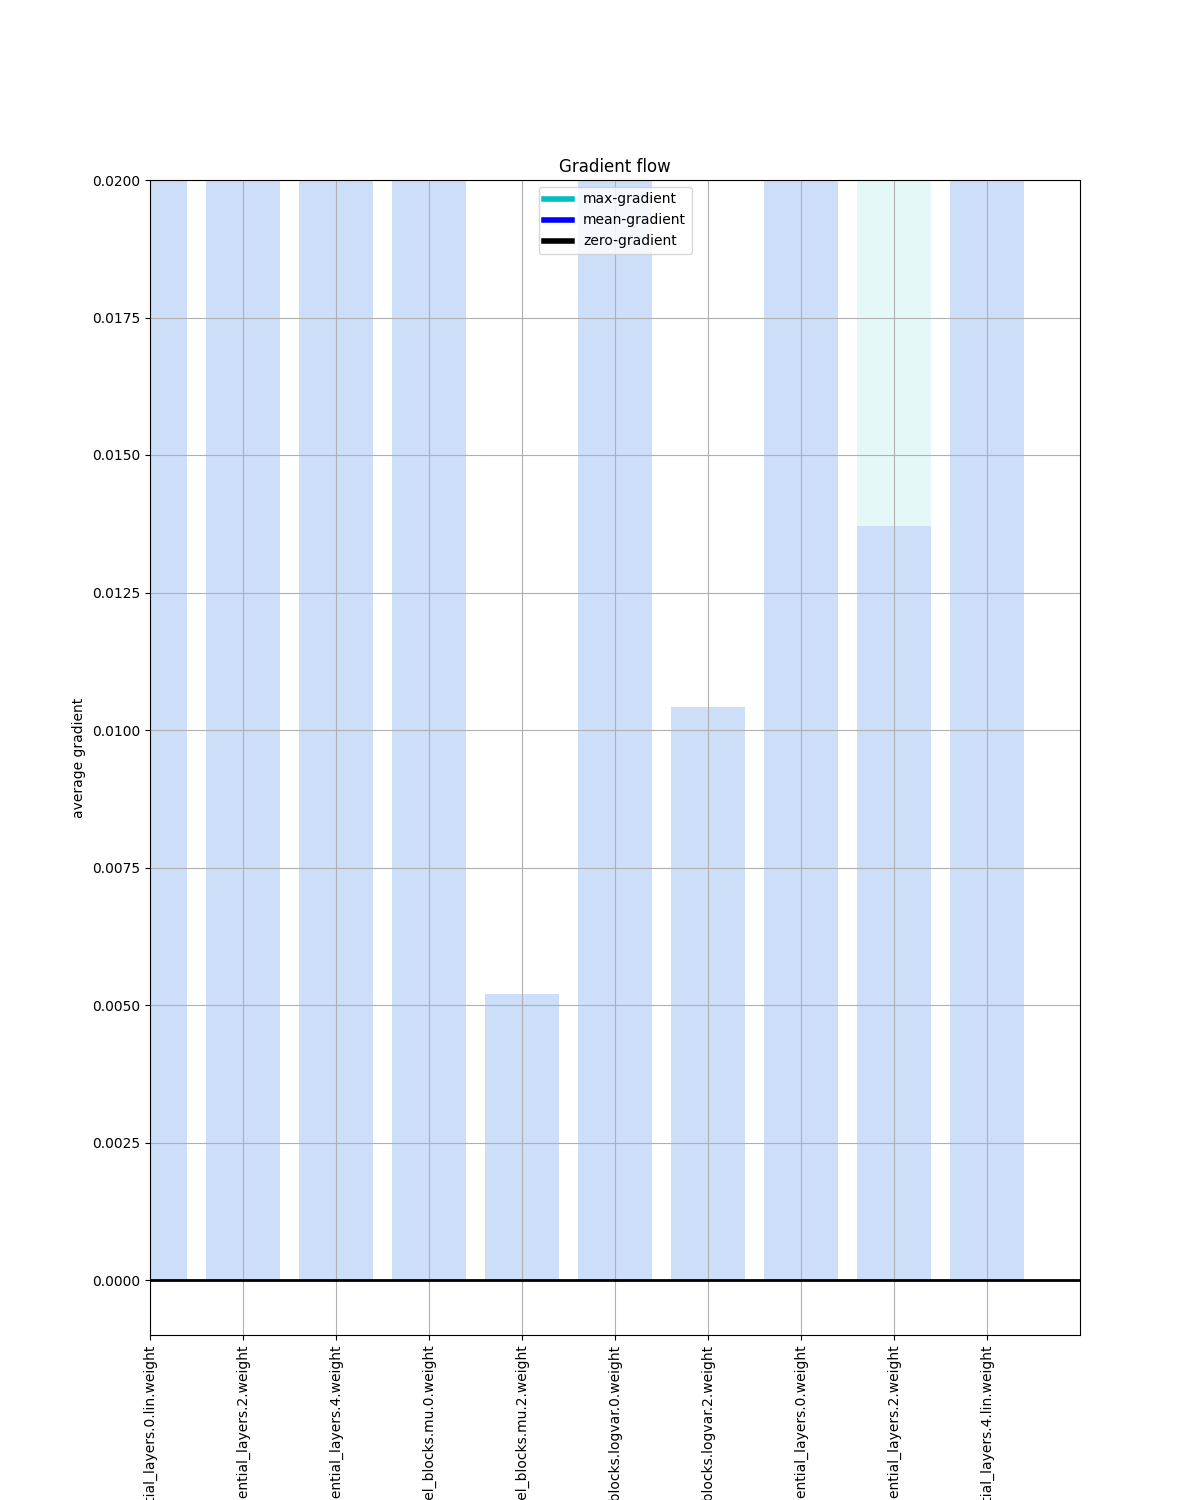 Gradient flow
max-gradient
mean-gradient
zero-gradient
0.0200
0.0175
0.0150
0.0125
0.0100
0.0075
0.0050
0.0025
0.0000
average gradient
tial_layers.0.lin.weight
ential_layers.2.weight
ential_layers.4.weight
el_blocks.mu.0.weight
el_blocks.mu.2.weight
blocks.logvar.0.weight
blocks.logvar.2.weight
ential_layers.0.weight
ential_layers.2.weight
tial_layers.4.lin.weight